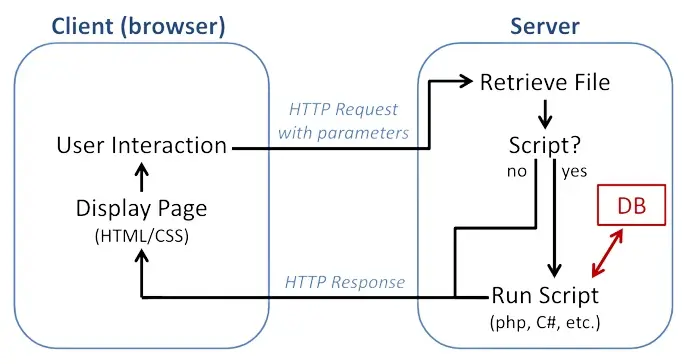 Client (browser)
Server
Retrieve File
HTTP Request
with parameters
User Interaction
Script?
no
yes
Display Page
(HTML/CSS)
DB
HTTP Response
Run Script
(php, C#, etc.)